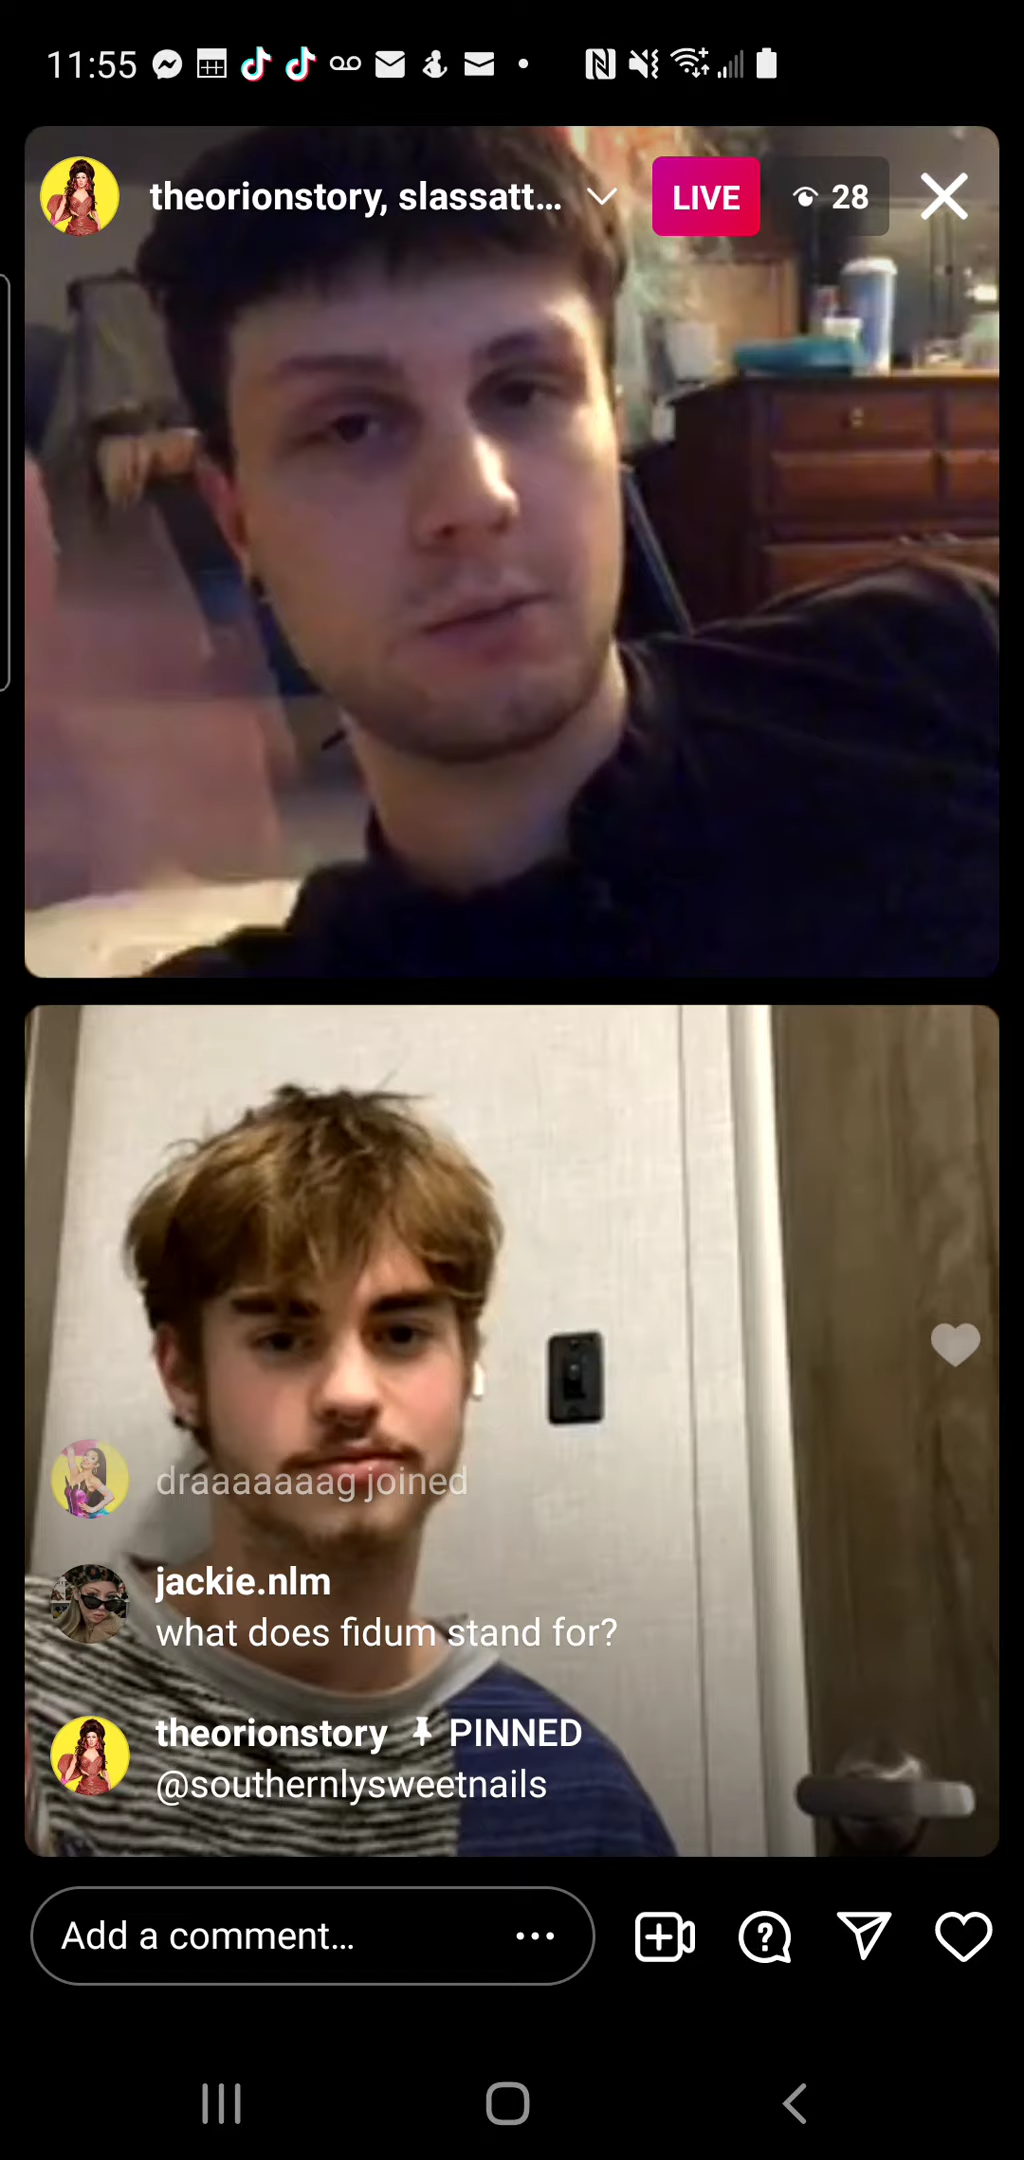 11:55
theorionstory, slassatt...
LIVE
28
draaaaaaag joined
jackie.nlm
what does fidum stand for?
theorionstory PINNED
@southernlysweetnails
Add a comment...